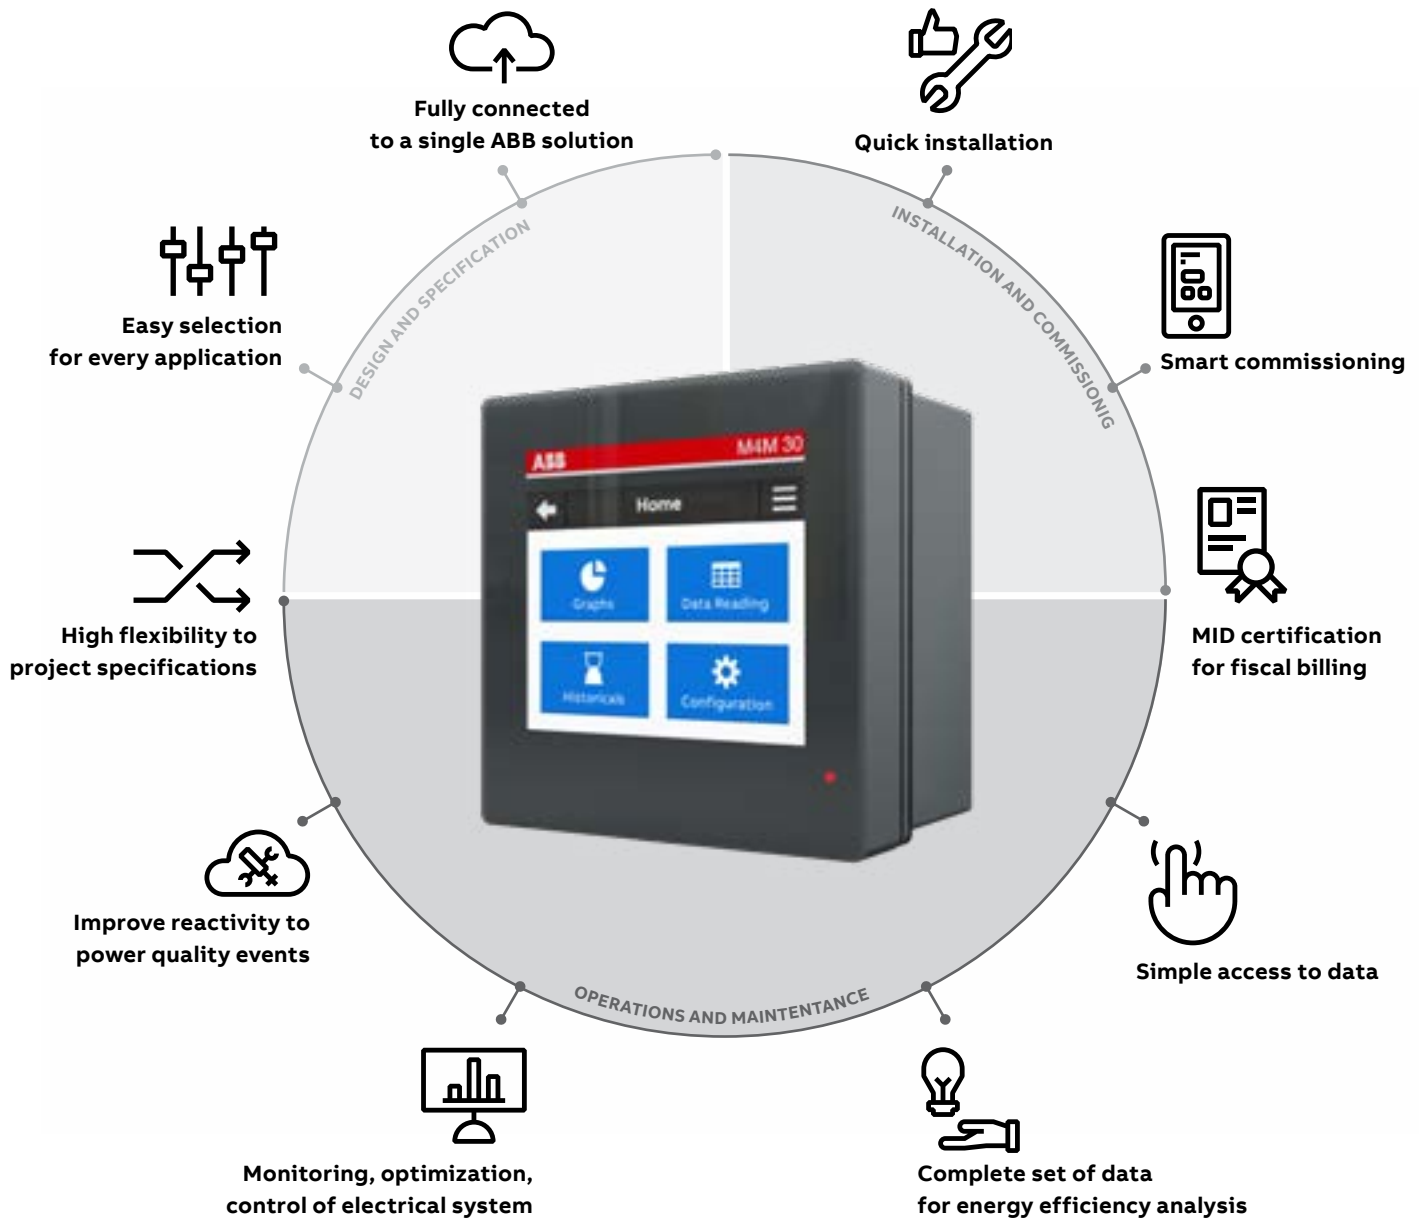 Fully connected
to a single ABB solution
Quick installation
DESIGN AND SPECIFICATION
INSTALLATION AND COMMISSIONIG
Easy selection
for every application
Smart commissioning
ABB M4M 30
Home
Graphs
Data Reading
Historicals
Configuration
High flexibility to
project specifications
MID certification
for fiscal billing
Improve reactivity to
power quality events
Simple access to data
OPERATIONS AND MAINTENTANCE
Monitoring, optimization,
control of electrical system
Complete set of data
for energy efficiency analysis